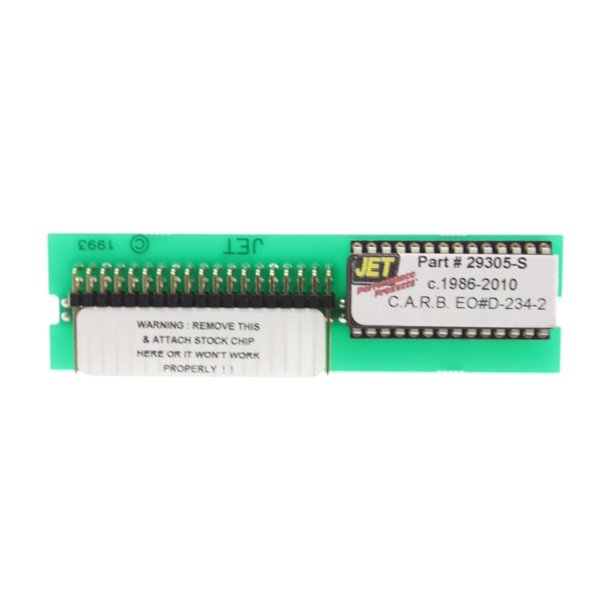 1993 © JET
JET
Performance
Products
Part # 29305-S
c.1986-2010
C.A.R.B. EO#D-234-2
WARNING : REMOVE THIS
& ATTACH STOCK CHIP
HERE OR IT WON'T WORK
PROPERLY ! !